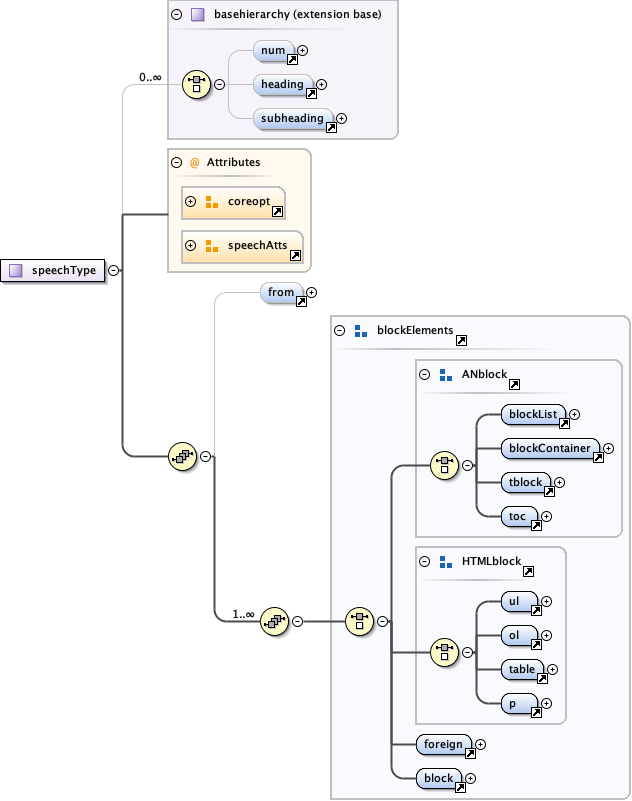 basehierarchy (extension base)
num
0..∞
heading
subheading
@ Attributes
coreopt
speechAtts
speechType
from
blockElements
ANblock
blockList
blockContainer
tblock
toc
HTMLblock
ul
1..∞
ol
table
p
foreign
block